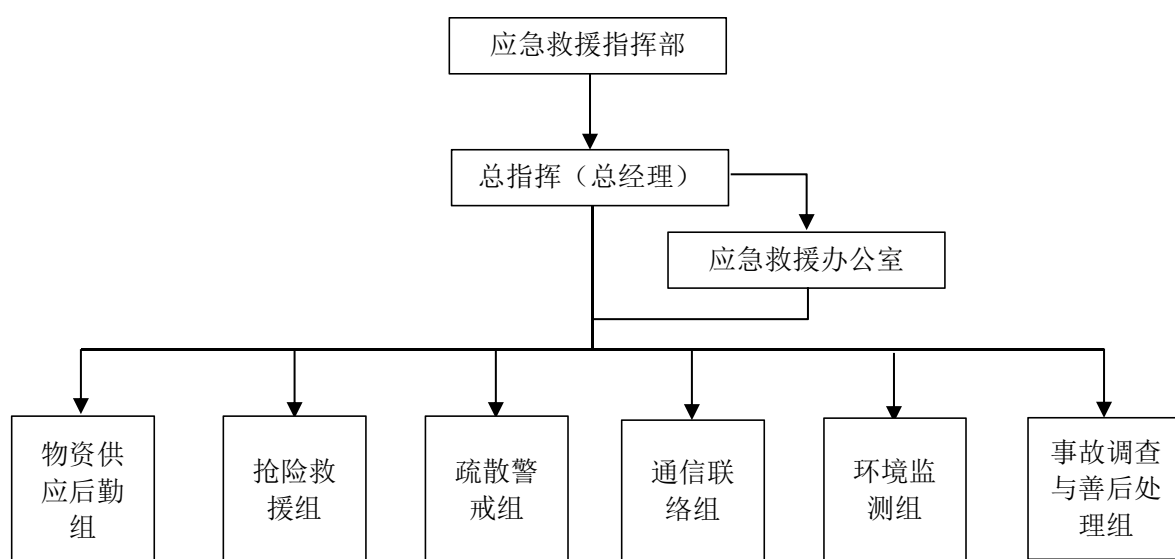 应急救援指挥部
总指挥（总经理）
应急救援办公室
物资供
应后勤
组
抢险救
援组
疏散警
戒组
通信联
络组
环境监
测组
事故调查
与善后处
理组